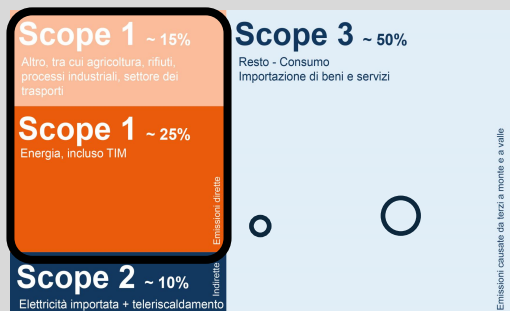 Scope 1 ~ 15%
Altro, tra cui agricoltura, rifiuti,
processi industriali, settore dei
trasporti
Scope 1 ~ 25%
Energia, incluso TIM
Emissioni dirette
Scope 2 ~ 10%
Elettricità importata + teleriscaldamento
Indirette
Scope 3 ~ 50%
Resto - Consumo
Importazione di beni e servizi
Emissioni causate da terzi a monte e a valle